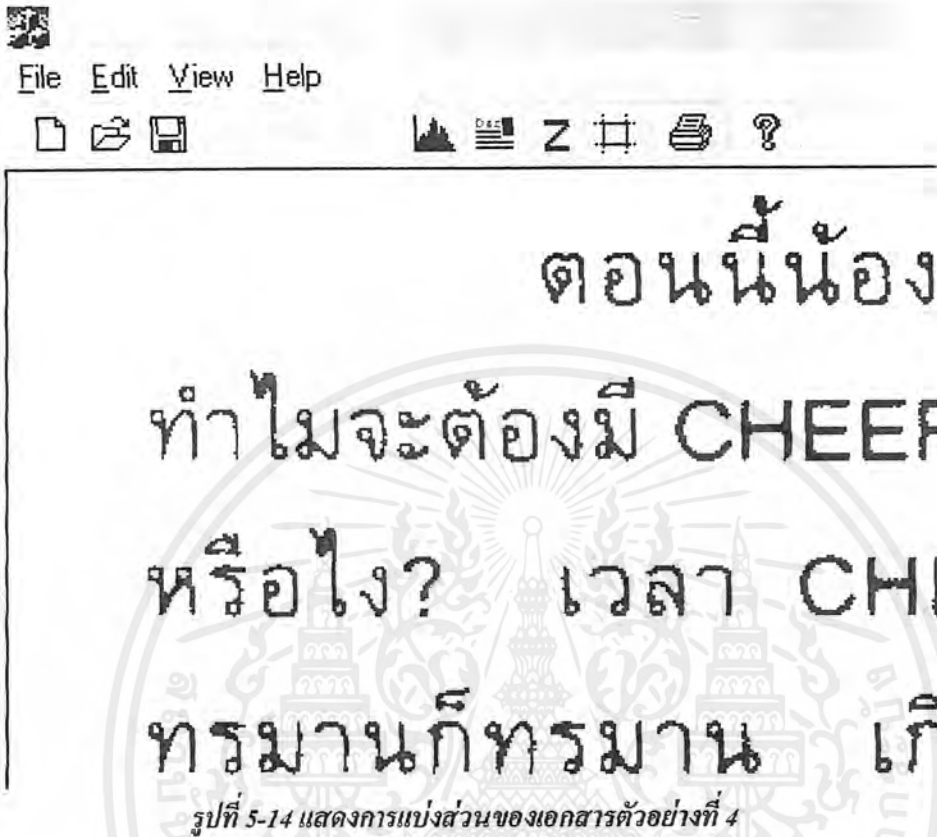 File Edit View Help
ตอนนี้น้อง
ทำไมจะต้องมี CHEER
หรือไง? เวลา CHE
ทรมานก็ทรมาน เกิ
รูปที่ 5-14 แสดงการแบ่งส่วนของเอกสารตัวอย่างที่ 4